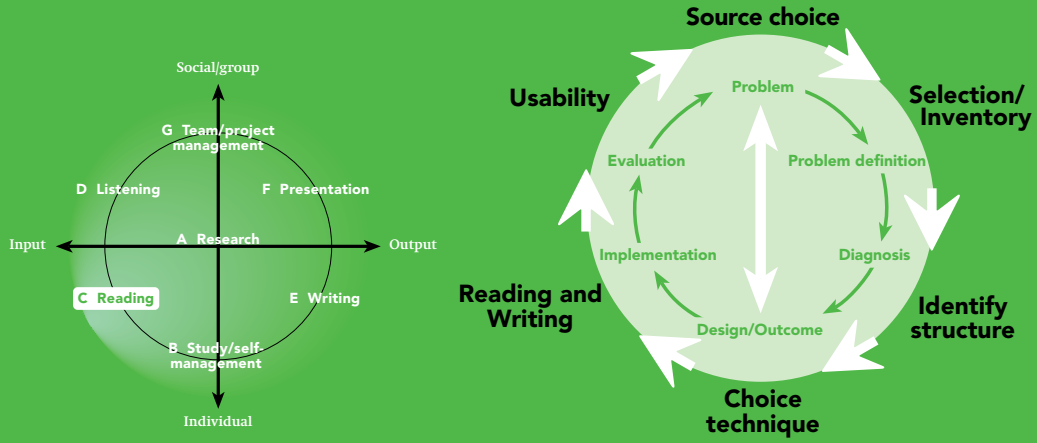 Social/group
G Team/project
management
D Listening
F Presentation
Input
A Research
Output
C Reading
E Writing
B Study/self-
management
Individual
Source choice
Usability
Problem
Selection/
Inventory
Evaluation
Problem definition
Implementation
Diagnosis
Reading and
Writing
Identify
structure
Design/Outcome
Choice
technique